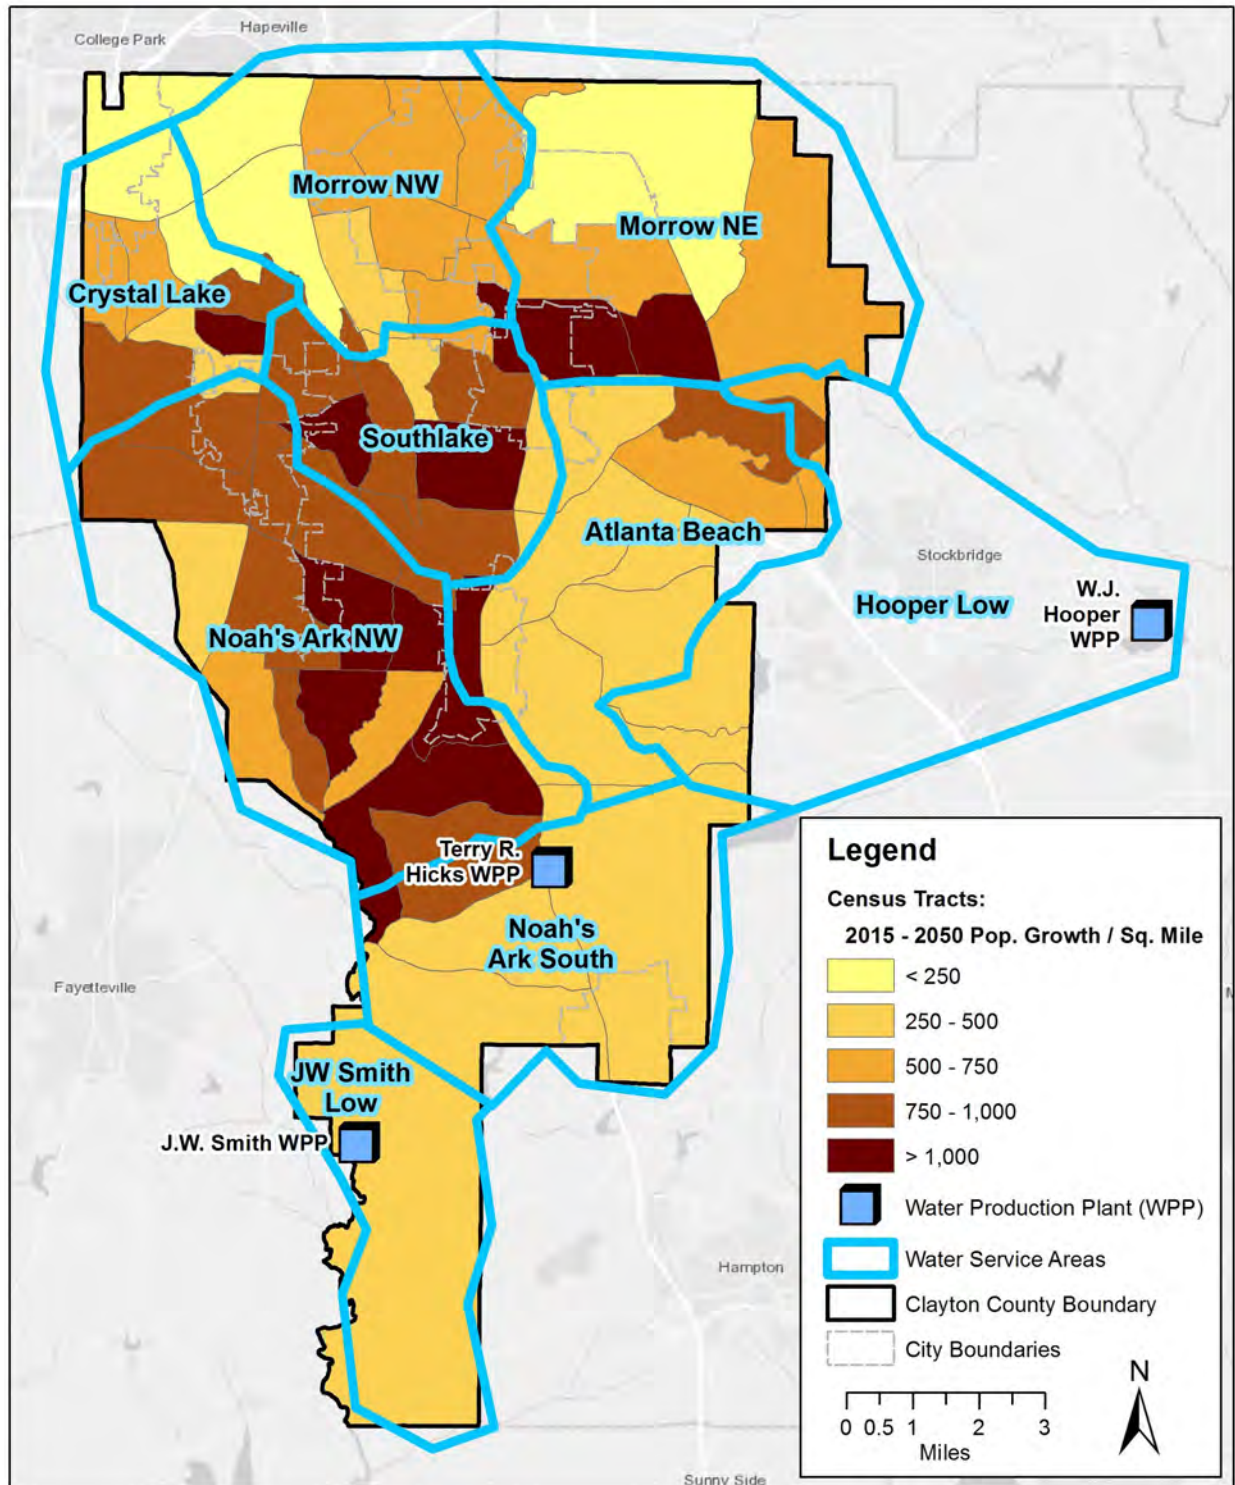 College Park
Hapeville
Morrow NW
Morrow NE
Crystal Lake
Southlake
Atlanta Beach
Stockbridge
Hooper Low
W.J.
Hooper
WPP
Noah's Ark NW
Terry R.
Hicks WPP
Noah's
Ark South
Fayetteville
JW Smith
Low
J.W. Smith WPP
Hampton
Sunny Side
M
Legend
Census Tracts:
2015 - 2050 Pop. Growth / Sq. Mile
< 250
250 - 500
500 - 750
750 - 1,000
> 1,000
Water Production Plant (WPP)
Water Service Areas
Clayton County Boundary
City Boundaries
N
0 0.5 1 2 3
Miles